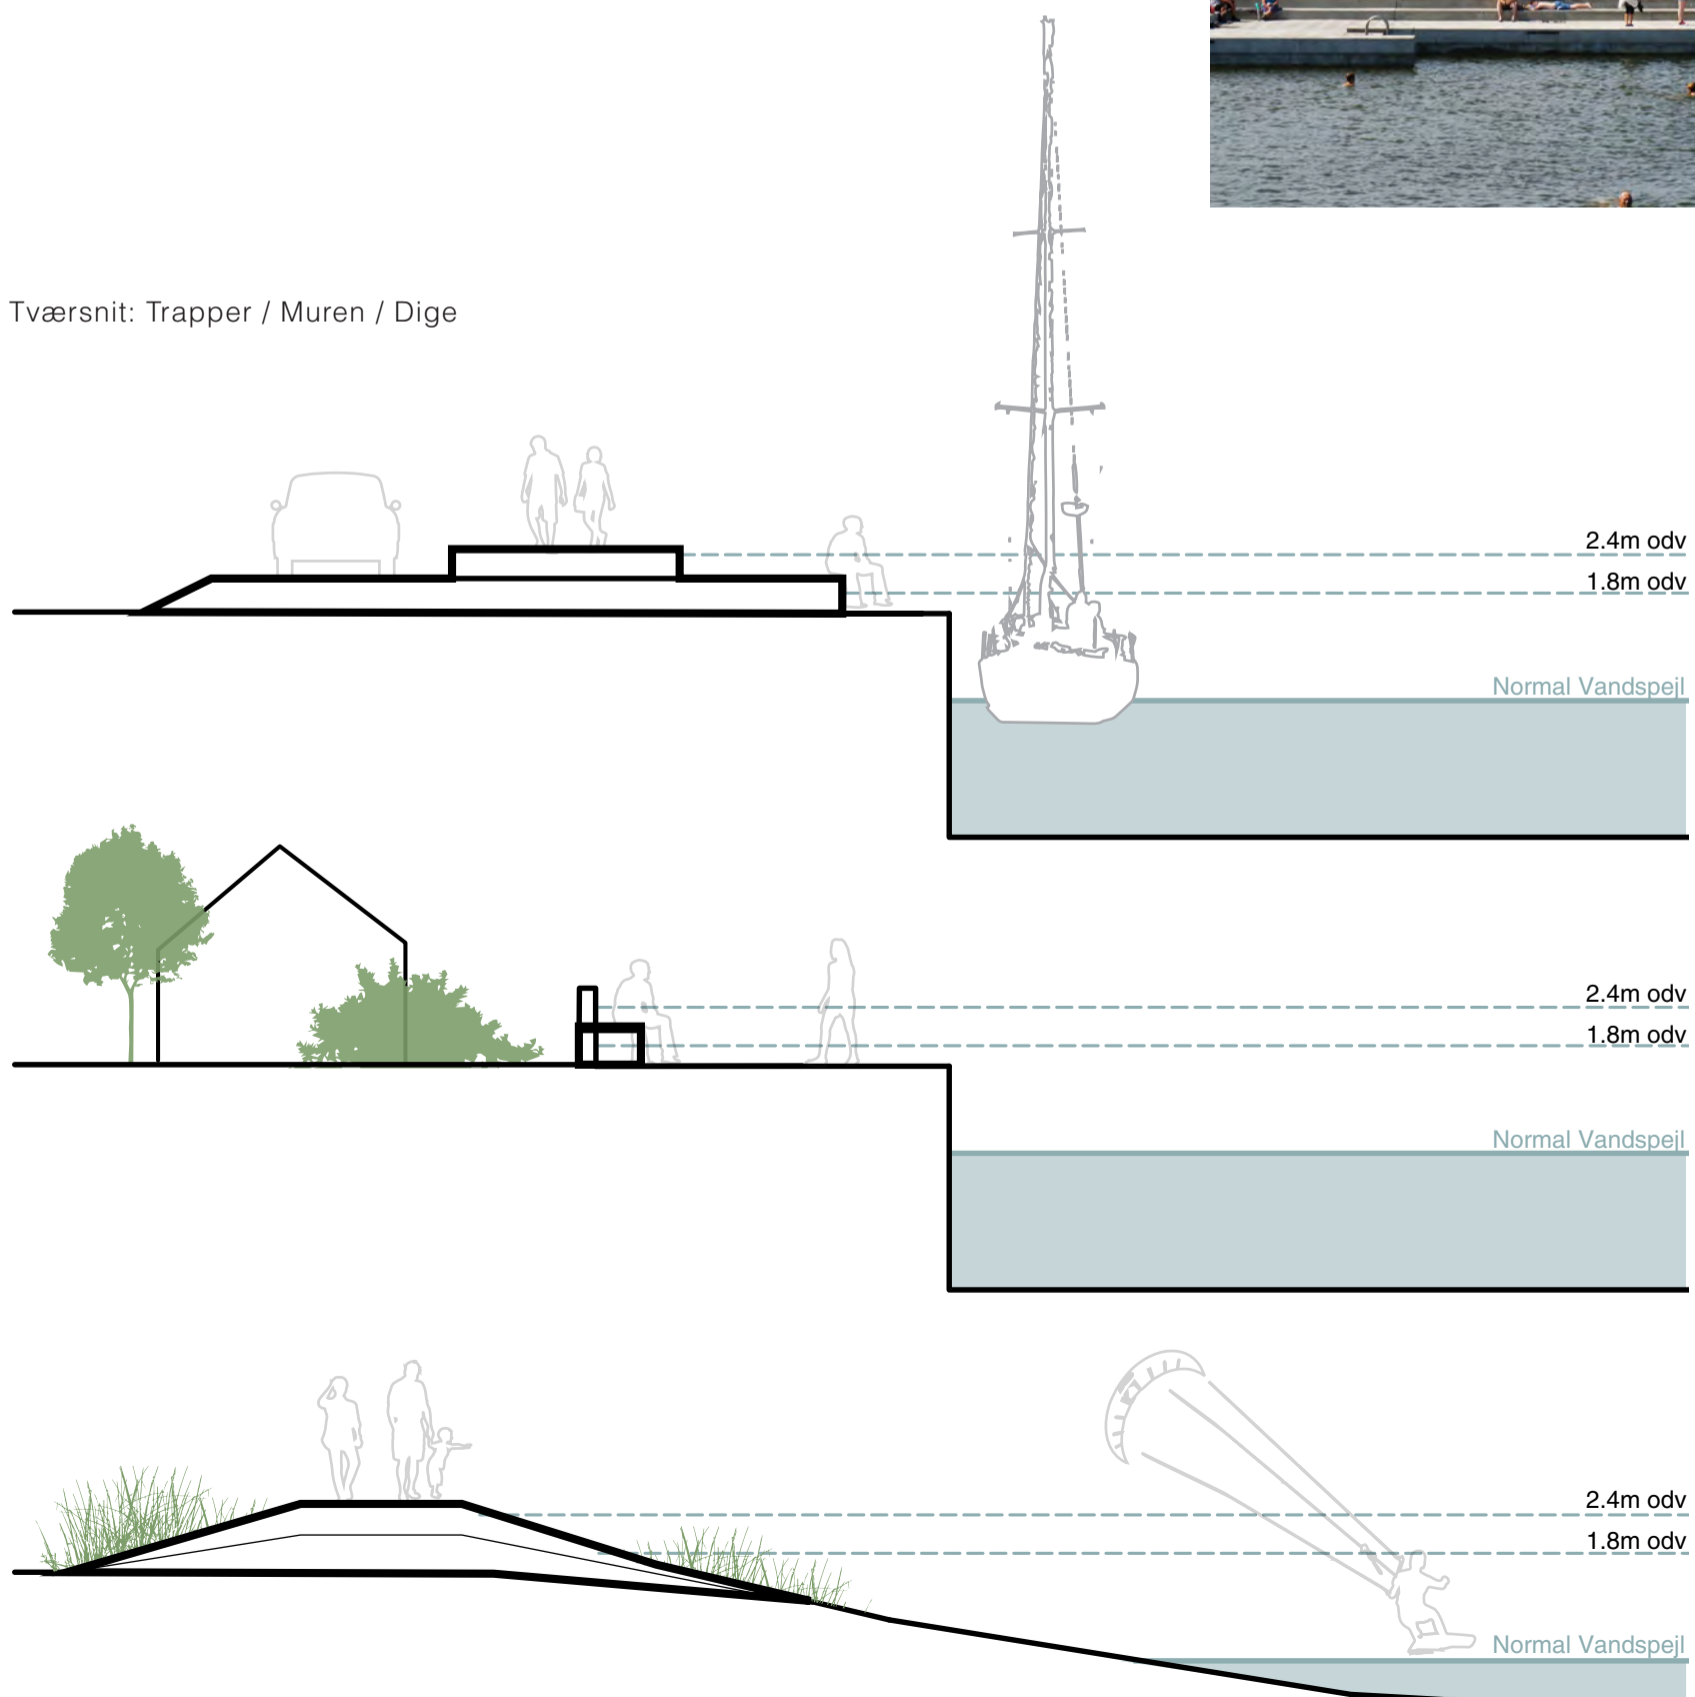 Tværsnit: Trapper / Muren / Dige
2.4m odv
1.8m odv
Normal Vandspejl
2.4m odv
1.8m odv
Normal Vandspejl
2.4m odv
1.8m odv
Normal Vandspejl